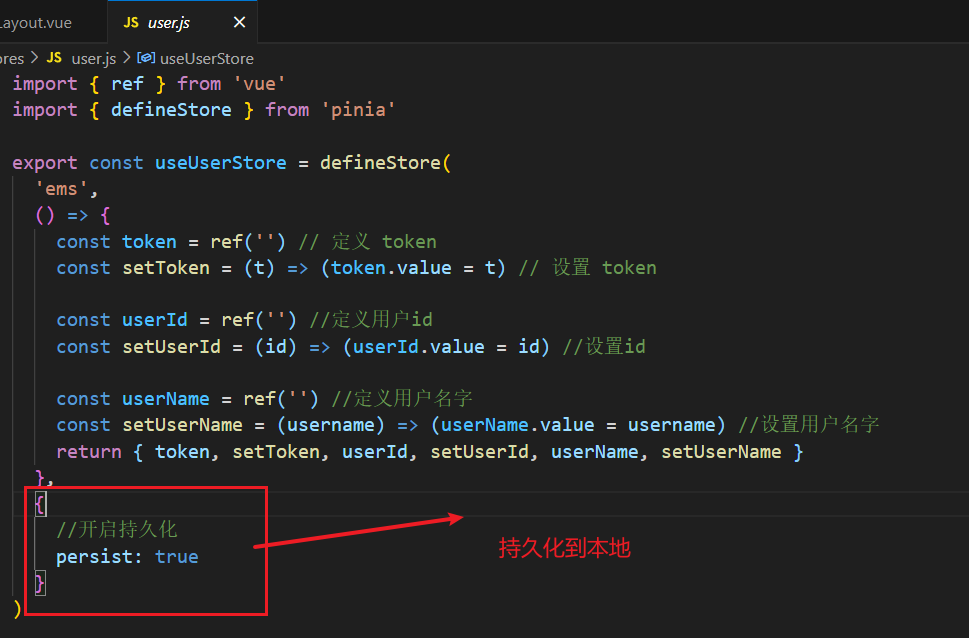 Layout.vue JS user.js ×
ores > JS user.js > useUserStore
import { ref } from 'vue'
import { defineStore } from 'pinia'
export const useUserStore = defineStore(
'ems',
() => {
const token = ref('') // 定义 token
const setToken = (t) => (token.value = t) // 设置 token
const userId = ref('') //定义用户id
const setUserId = (id) => (userId.value = id) //设置id
const userName = ref('') //定义用户名字
const setUserName = (username) => (userName.value = username) //设置用户名字
return { token, setToken, userId, setUserId, userName, setUserName }
},
{
//开启持久化
持久化到本地
persist: true
}
)